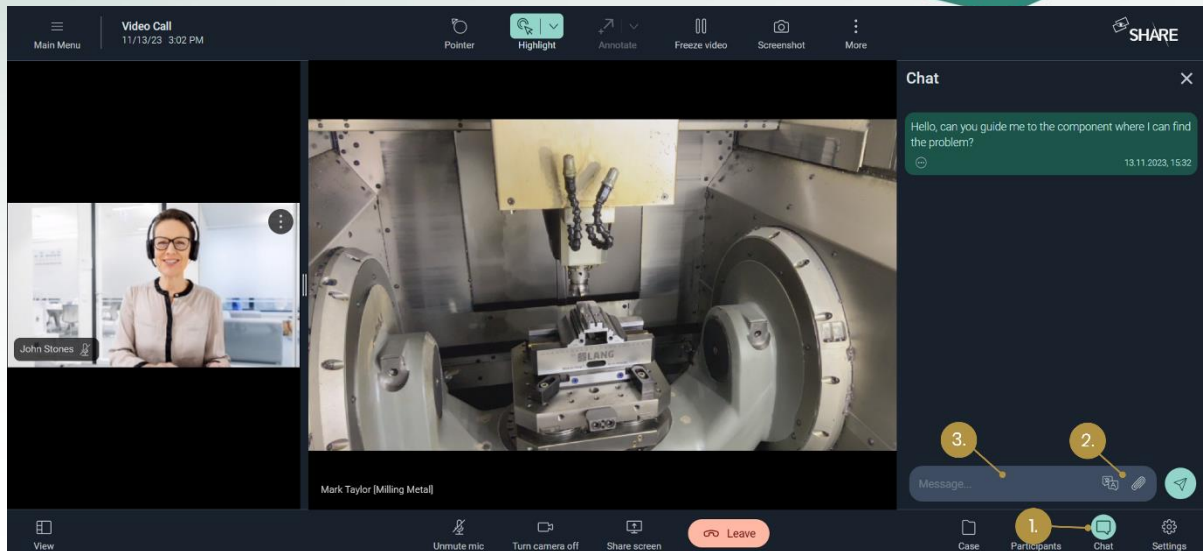 Main Menu
Video Call
11/13/23 3:02 PM
Pointer
Highlight
Annotate
Freeze video
Screenshot
More
SHARE
Chat
Hello, can you guide me to the component where I can find
the problem?
13.11.2023, 15:32
John Stones
LANG
Mark Taylor [Milling Metal]
3.
2.
Message...
1.
View
Unmute mic
Turn camera off
Share screen
Leave
Case
Participants
Chat
Settings